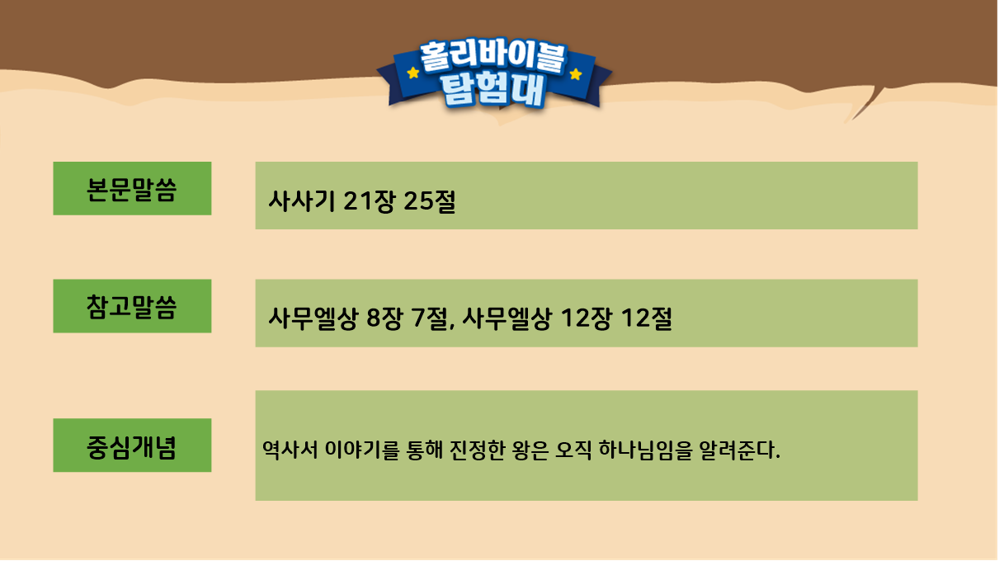 홀리바이블
탐험대
본문말씀
사사기 21장 25절
참고말씀
사무엘상 8장 7절, 사무엘상 12장 12절
중심개념
역사서 이야기를 통해 진정한 왕은 오직 하나님임을 알려준다.